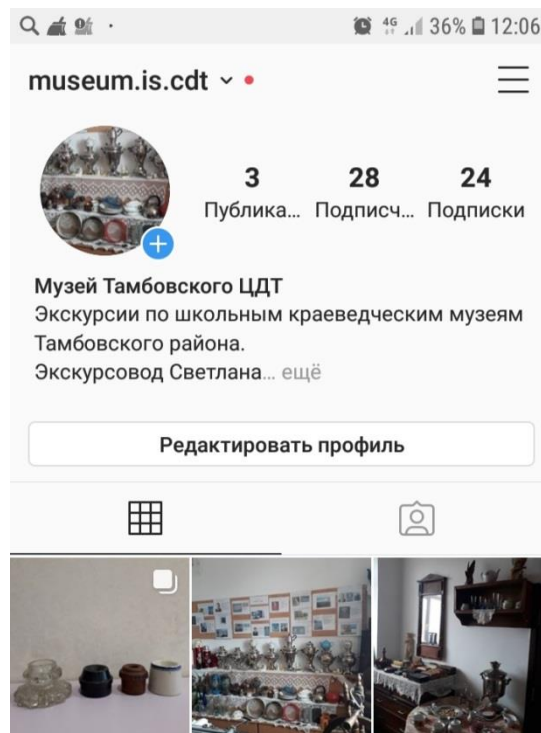 4G 36% 12:06
museum.is.cdt
3 28 24
Публика... Подписч... Подписки
Музей Тамбовского ЦДТ
Экскурсии по школьным краеведческим музеям
Тамбовского района.
Экскурсовод Светлана... ещё
Редактировать профиль